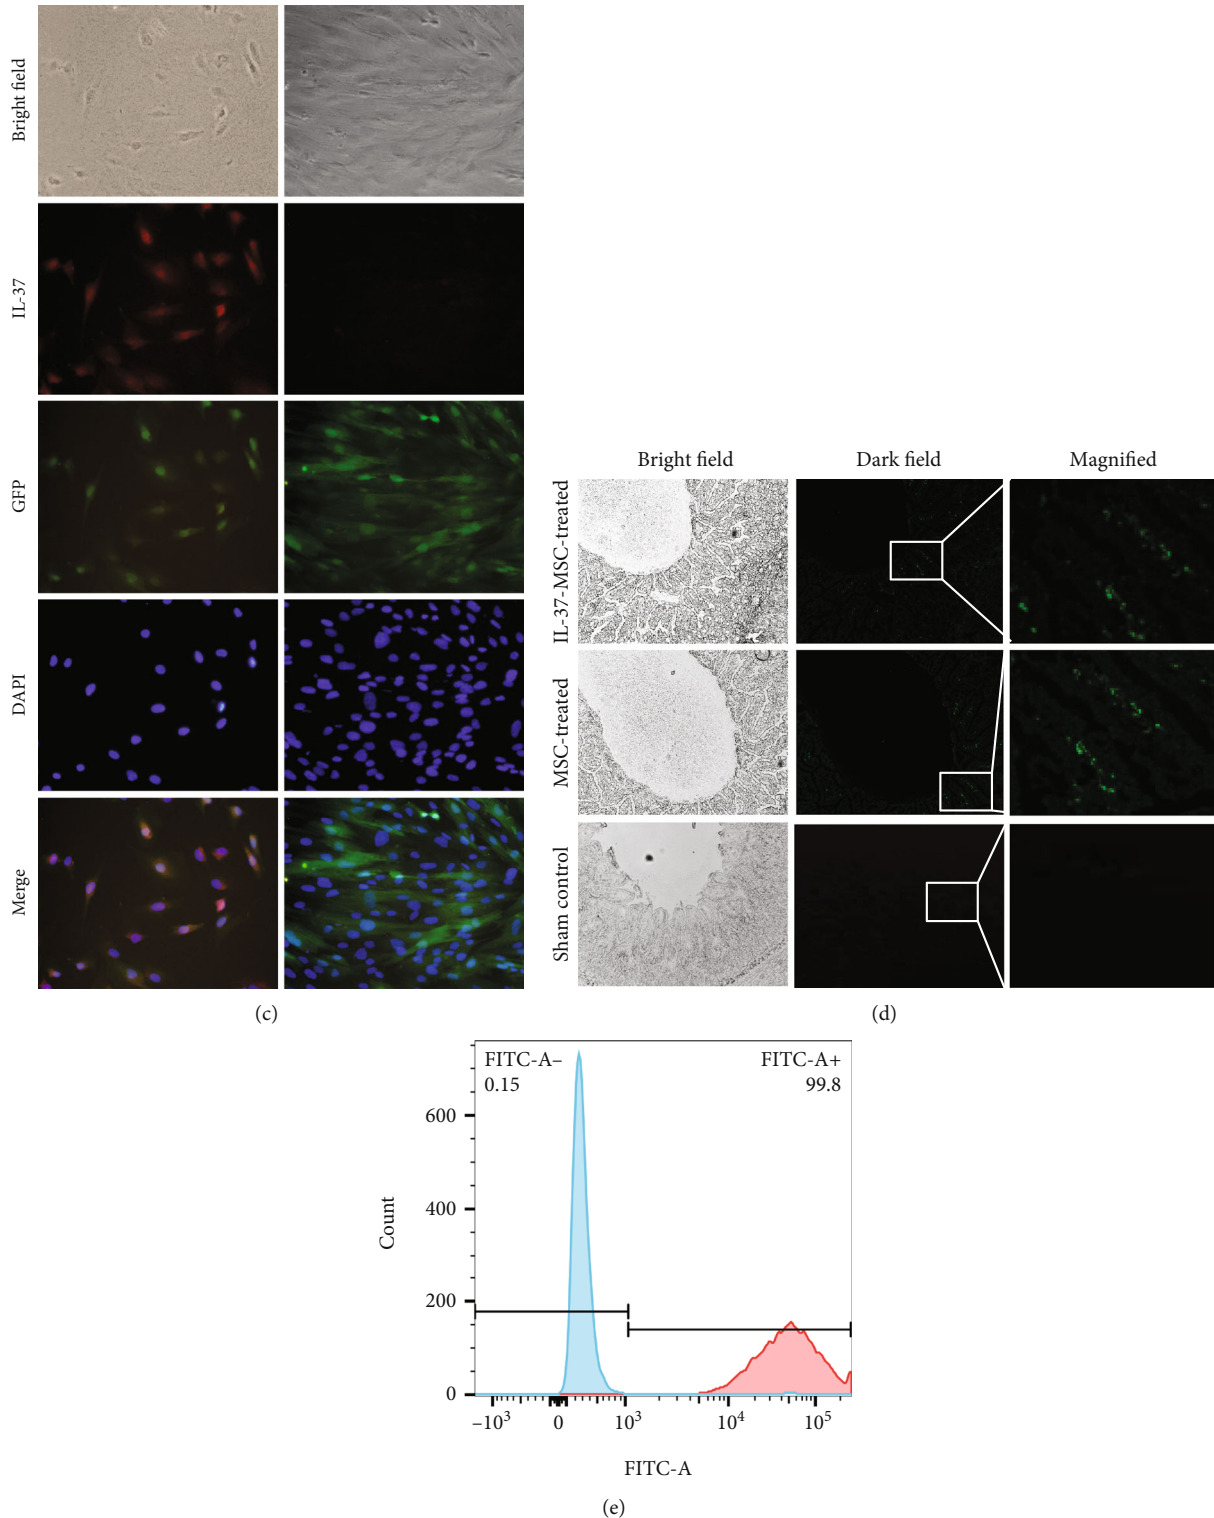 Bright field
IL-37
GFP
DAPI
Merge
(c)
Bright field Dark field Magnified
IL-37-MSC-treated
MSC-treated
Sham control
(d)
FITC-A– FITC-A+
0.15 99.8
600
400
200
0
Count
–10³ 0 10³ 10⁴ 10⁵
FITC-A
(e)